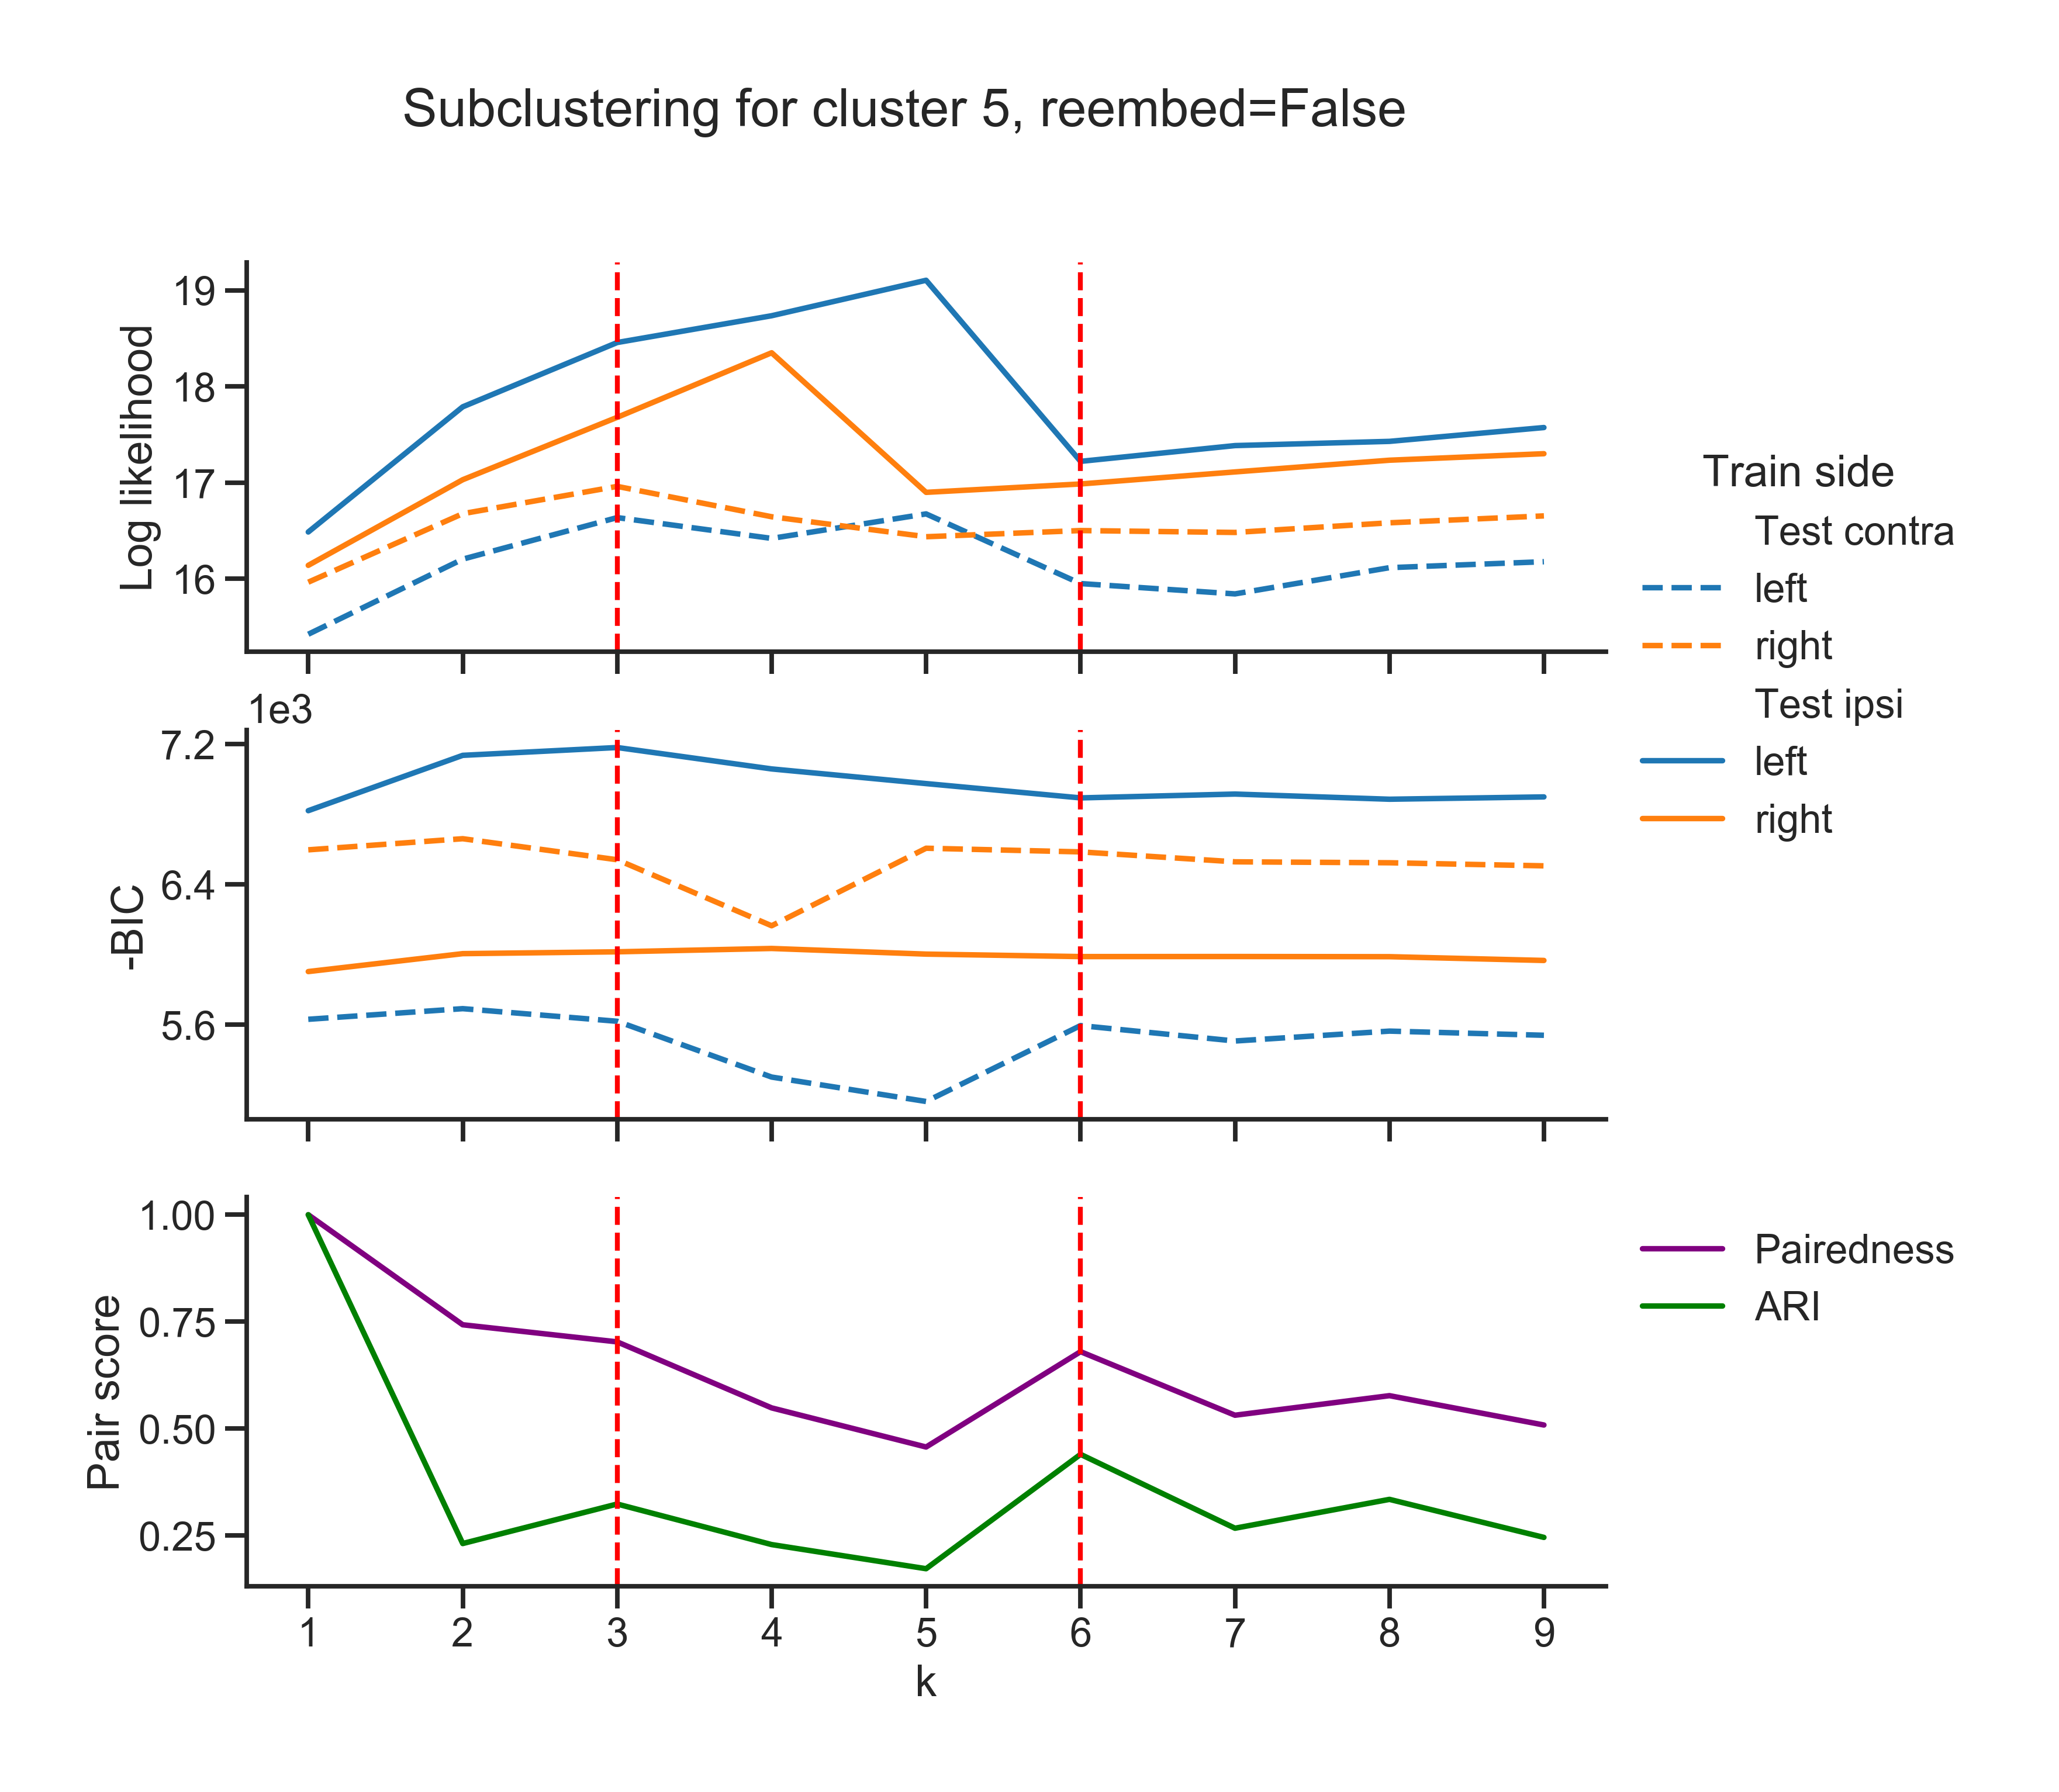 Subclustering for cluster 5, reembed=False
Log likelihood
19
18
17
16
Train side
Test contra
left
right
Test ipsi
left
right
1e3
-BIC
7.2
6.4
5.6
Pair score
1.00
0.75
0.50
0.25
Pairedness
ARI
1 2 3 4 5 6 7 8 9
k